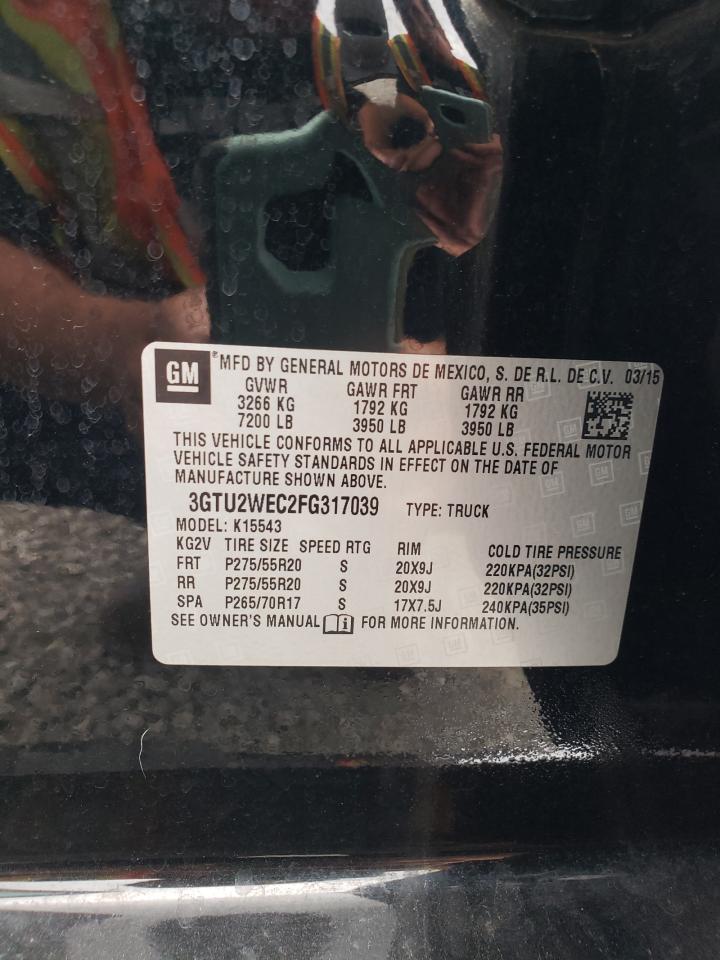 GM ® MFD BY GENERAL MOTORS DE MEXICO, S. DE R.L. DE C.V. 03/15
GVWR GAWR FRT GAWR RR
3266 KG 1792 KG 1792 KG
7200 LB 3950 LB 3950 LB
THIS VEHICLE CONFORMS TO ALL APPLICABLE U.S. FEDERAL MOTOR
VEHICLE SAFETY STANDARDS IN EFFECT ON THE DATE OF
MANUFACTURE SHOWN ABOVE.
3GTU2WEC2FG317039 TYPE: TRUCK
MODEL: K15543
KG2V TIRE SIZE SPEED RTG RIM COLD TIRE PRESSURE
FRT P275/55R20 S 20X9J 220KPA(32PSI)
RR P275/55R20 S 20X9J 220KPA(32PSI)
SPA P265/70R17 S 17X7.5J 240KPA(35PSI)
SEE OWNER'S MANUAL i FOR MORE INFORMATION.